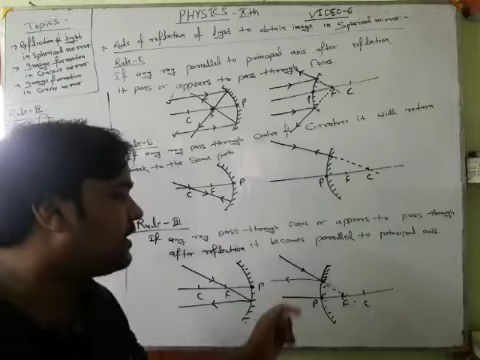 PHYSICS - Xth VIDEO-6
Topics:-
Reflection of light in Spherical mirror
Image formation in Convex mirror
Image formation in Concave mirror
Rule of reflection of light to obtain image in Spherical mirror:-
Rule-I
If any ray parallel to principal axis after reflection
it pass or appears to pass through focus
C F P
P F C
Rule-IV
If any ray pass through Centre of Curvature it will return
back to the same path
C F P
P F C
Rule-III
If any ray pass through focus or appears to pass through
after reflection it becomes parallel to principal axis.
C F P
P F C